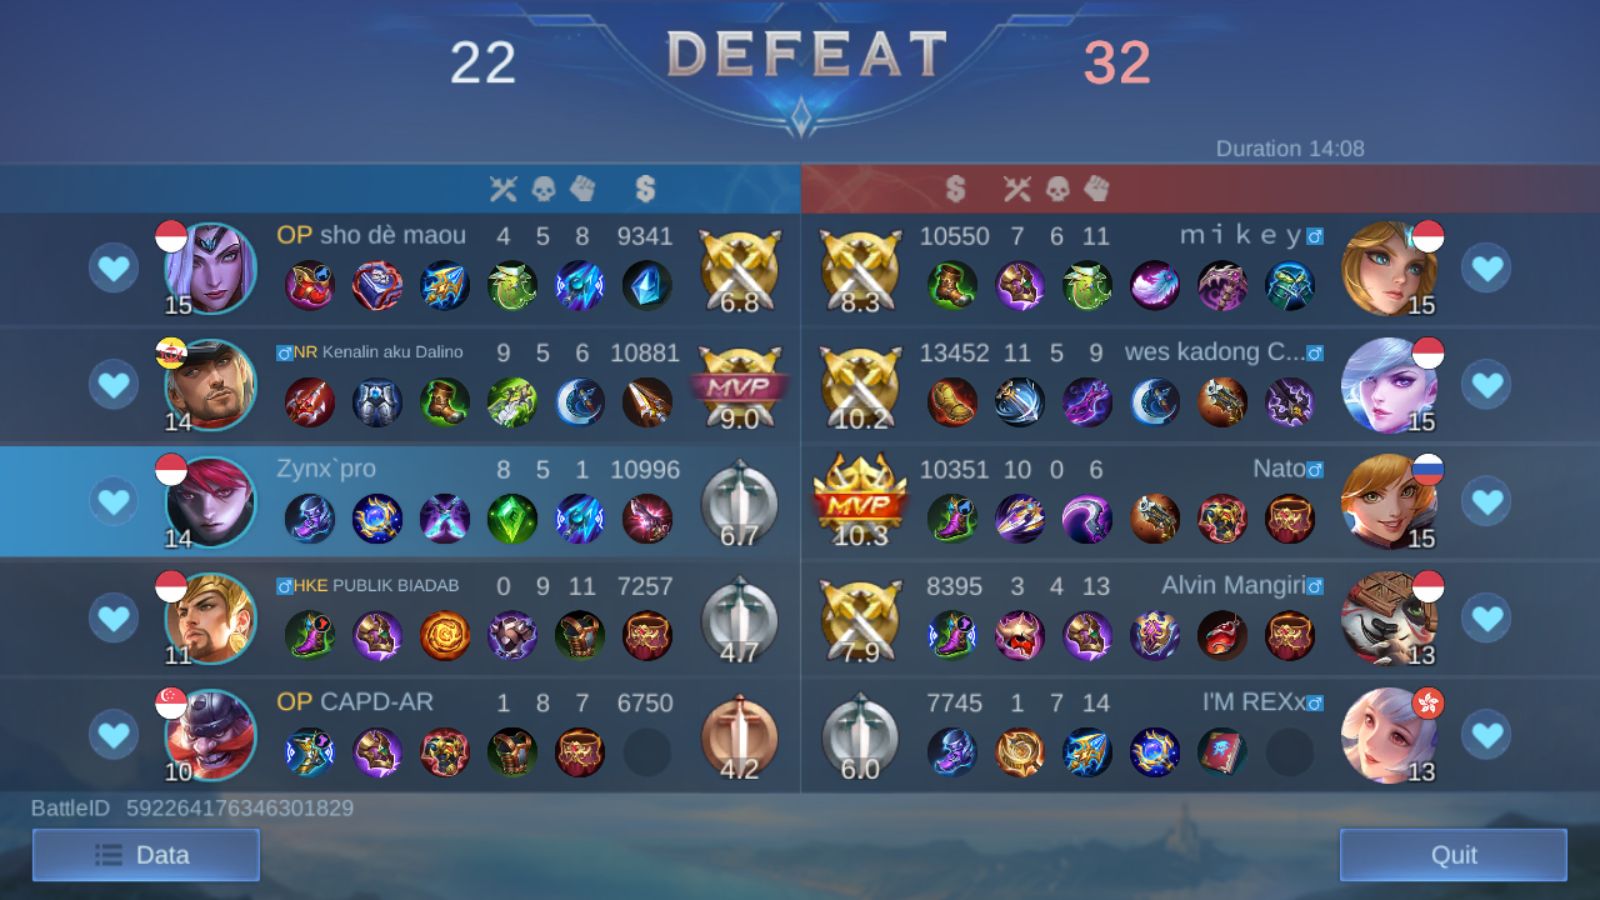 22 DEFEAT 32
Duration 14:08
OP sho dè maou 4 5 8 9341
15 6.8
10550 7 6 11 m i k e y
8.3 15
NR Kenalin aku Dalino 9 5 6 10881 MVP
14 9.0
13452 11 5 9 wes kadong C...
10.2 15
Zynx`pro 8 5 1 10996
14 6.7
MVP 10351 10 0 6 Nato
10.3 15
HKE PUBLIK BIADAB 0 9 11 7257
11 4.7
8395 3 4 13 Alvin Mangiri
7.9 13
OP CAPD-AR 1 8 7 6750
10 4.2
7745 1 7 14 I'M REXx
6.0 13
BattleID 592264176346301829
Data Quit